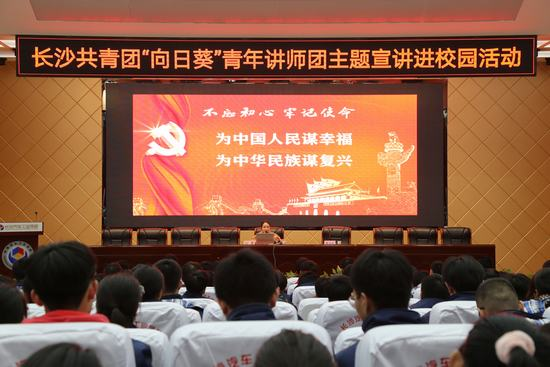 长沙共青团“向日葵”青年讲师团主题宣讲进校园活动
不忘初心 牢记使命
为中国人民谋幸福
为中华民族谋复兴